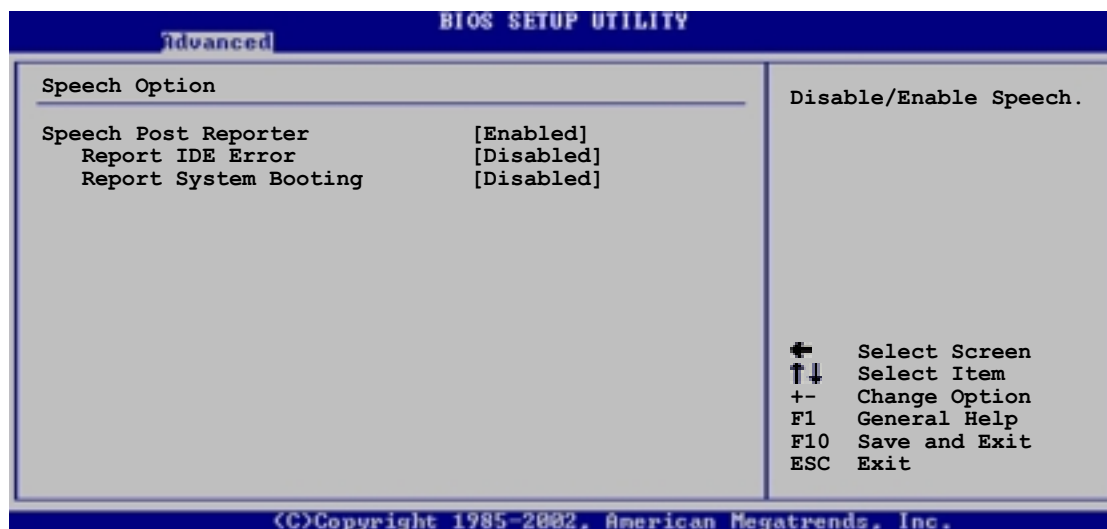 BIOS SETUP UTILITY
Advanced
Speech Option
Speech Post Reporter [Enabled]
Report IDE Error [Disabled]
Report System Booting [Disabled]
Disable/Enable Speech.
← Select Screen
↑↓ Select Item
+- Change Option
F1 General Help
F10 Save and Exit
ESC Exit
(C)Copyright 1985-2002, American Megatrends, Inc.